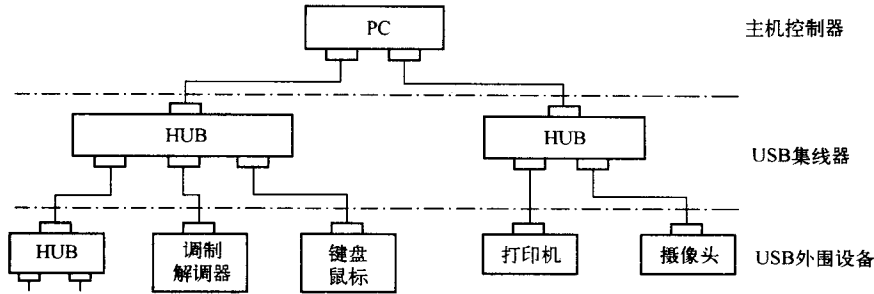 PC
主机控制器
HUB
HUB
USB集线器
HUB
调制
解调器
键盘
鼠标
打印机
摄像头
USB外围设备